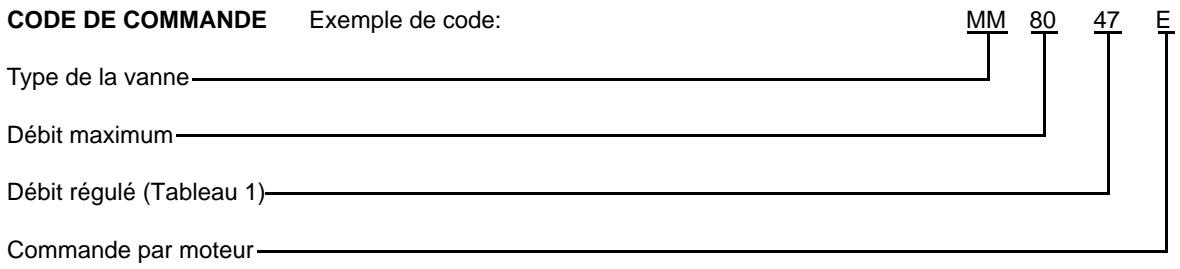 CODE DE COMMANDE Exemple de code: MM 80 47 E
Type de la vanne
Débit maximum
Débit régulé (Tableau 1)
Commande par moteur